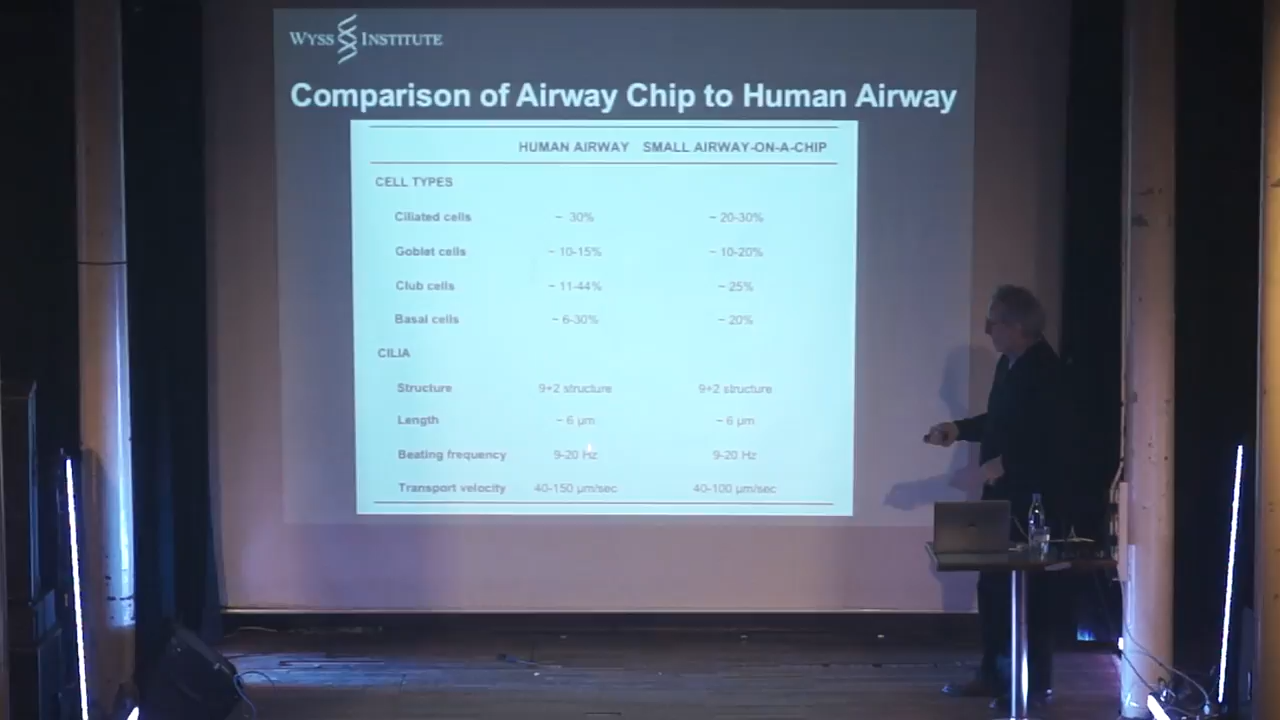 WYSS INSTITUTE
Comparison of Airway Chip to Human Airway
HUMAN AIRWAY SMALL AIRWAY-ON-A-CHIP
CELL TYPES
Ciliated cells ~ 30% ~ 20-30%
Goblet cells ~ 10-15% ~ 10-20%
Club cells ~ 11-44% ~ 25%
Basal cells ~ 6-30% ~ 20%
CILIA
Structure 9+2 structure 9+2 structure
Length ~ 6 µm ~ 6 µm
Beating frequency 9-20 Hz 9-20 Hz
Transport velocity 40-150 µm/sec 40-100 µm/sec